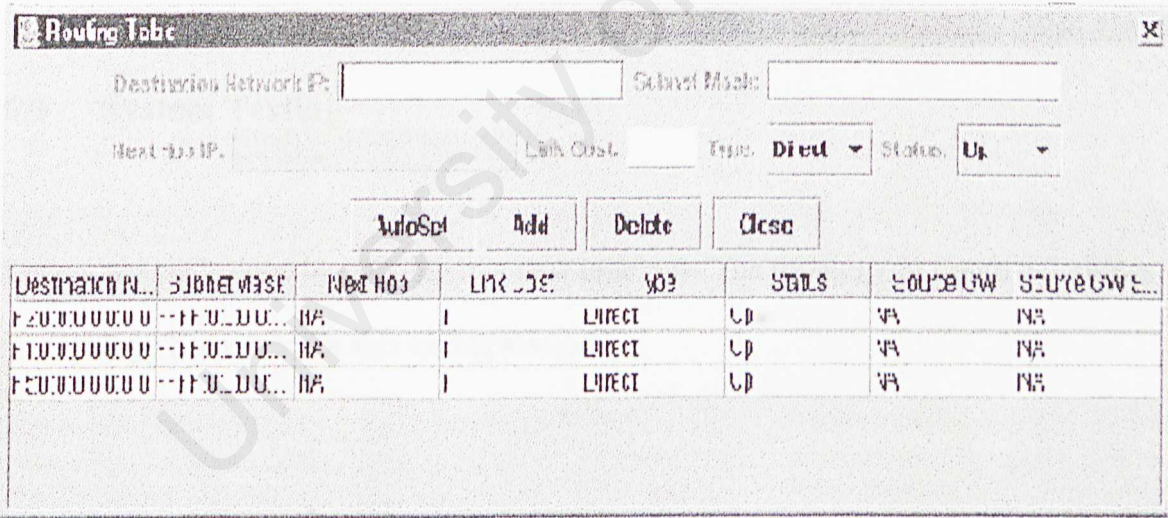 Routing Table
Destination Network IP: Subnet Mask:
Next Hop IP. Link Cost. Type. Direct Status. Up
AutoSet Add Delete Close
Destination N... Subnet Mask Next Hop Link Cost Type Status Source GW Source GW S...
NA 1 Direct Up NA NA
NA 1 Direct Up NA NA
NA 1 Direct Up NA NA
University of